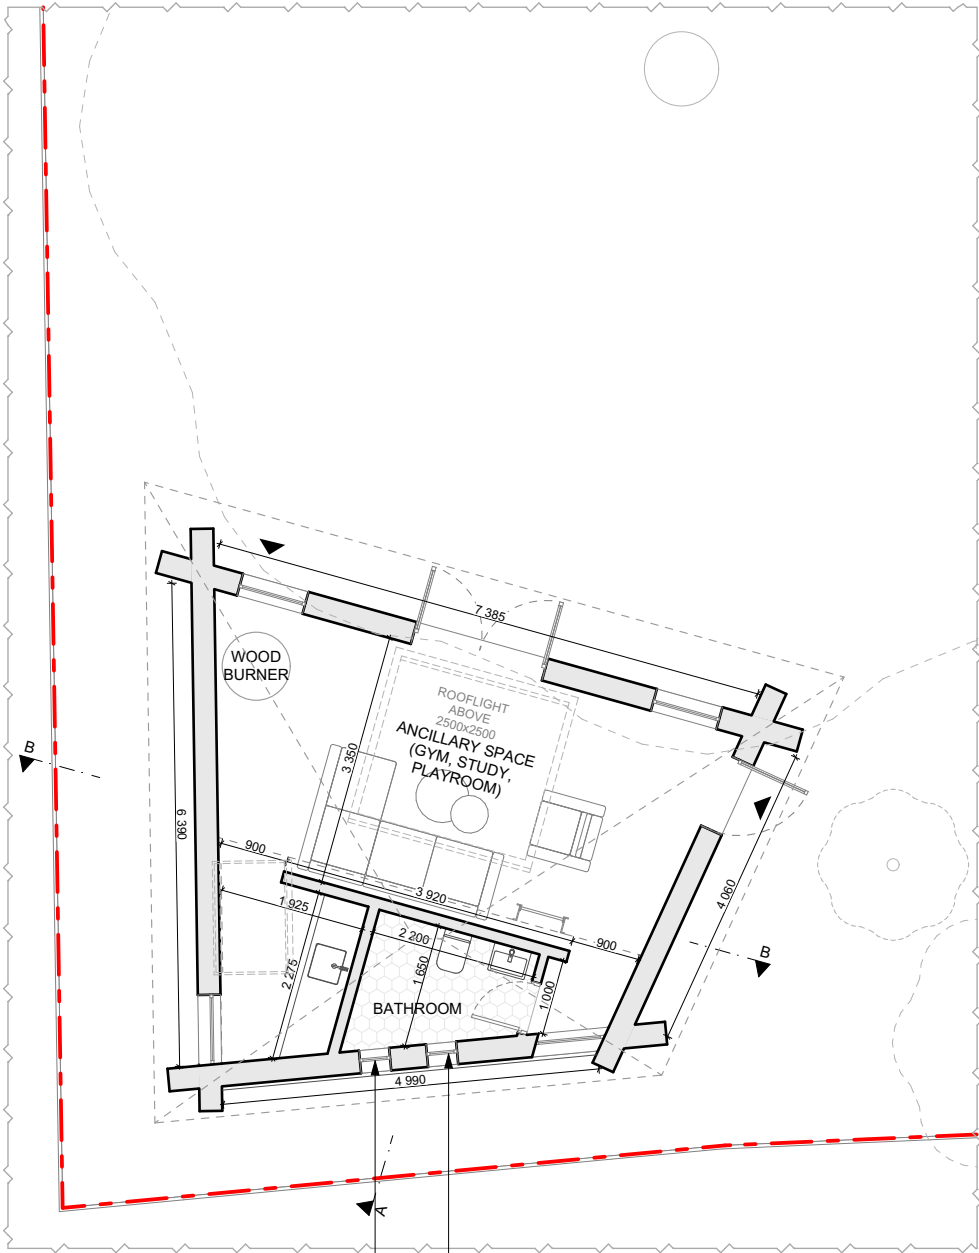 7 385
WOOD
BURNER
ROOFLIGHT
ABOVE
2500x2500
ANCILLARY SPACE
(GYM, STUDY,
PLAYROOM)
B
3 350
6 390
900
3 920
4 060
1 925
2 200
900
B
2 275
1 650
1 000
BATHROOM
4 990
A